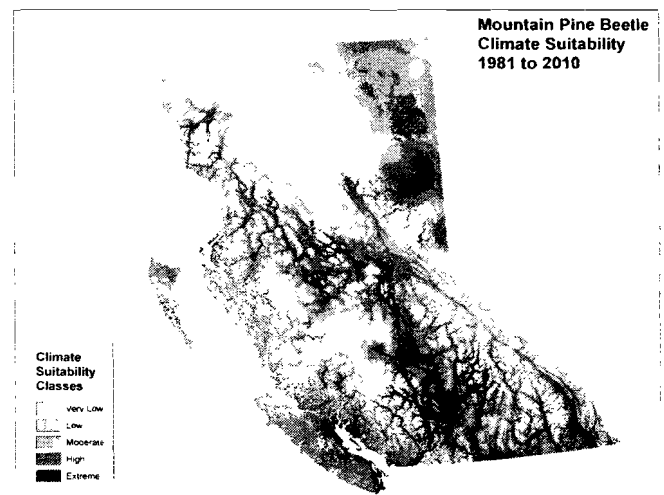 Mountain Pine Beetle
Climate Suitability
1981 to 2010
Climate
Suitability
Classes
Very Low
Low
Moderate
High
Extreme